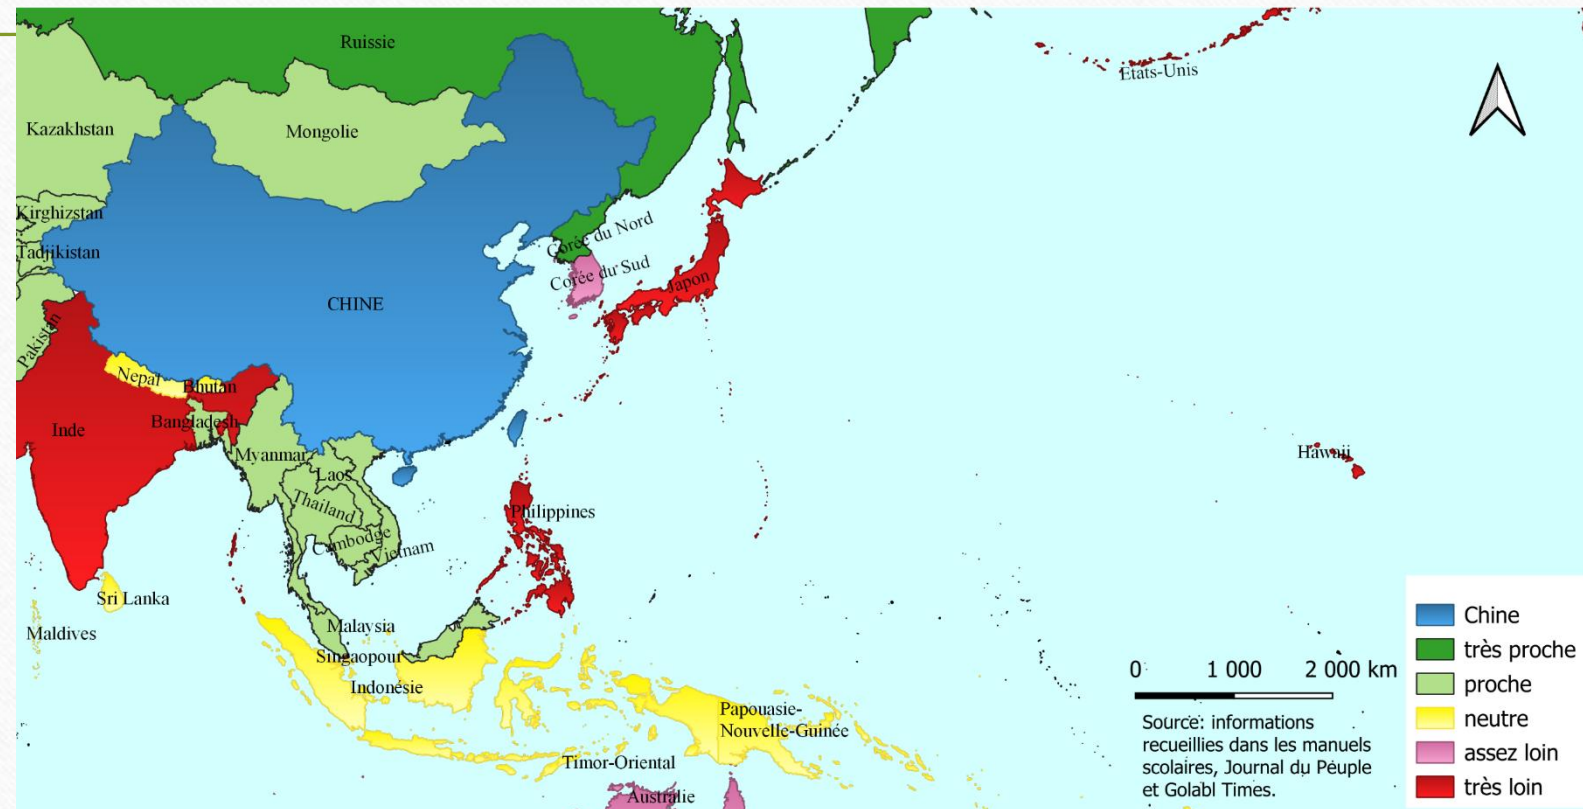 Ruissie
Etats-Unis
Kazakhstan
Mongolie
Kirghizstan
Corée du Nord
Tadjikistan
Corée du Sud
Japon
CHINE
Pakistan
Nepal
Bhutan
Bangladesh
Inde
Myanmar
Hawaii
Laos
Thailand
Philippines
Cambodge
Vietnam
Sri Lanka
Malaysia
Maldives
Singaopour
Indonésie
Papouasie-
Nouvelle-Guinée
Timor-Oriental
Australie
0 1 000 2 000 km
Source: informations
recueillies dans les manuels
scolaires, Journal du Peuple
et Golabl Times.
Chine
très proche
proche
neutre
assez loin
très loin